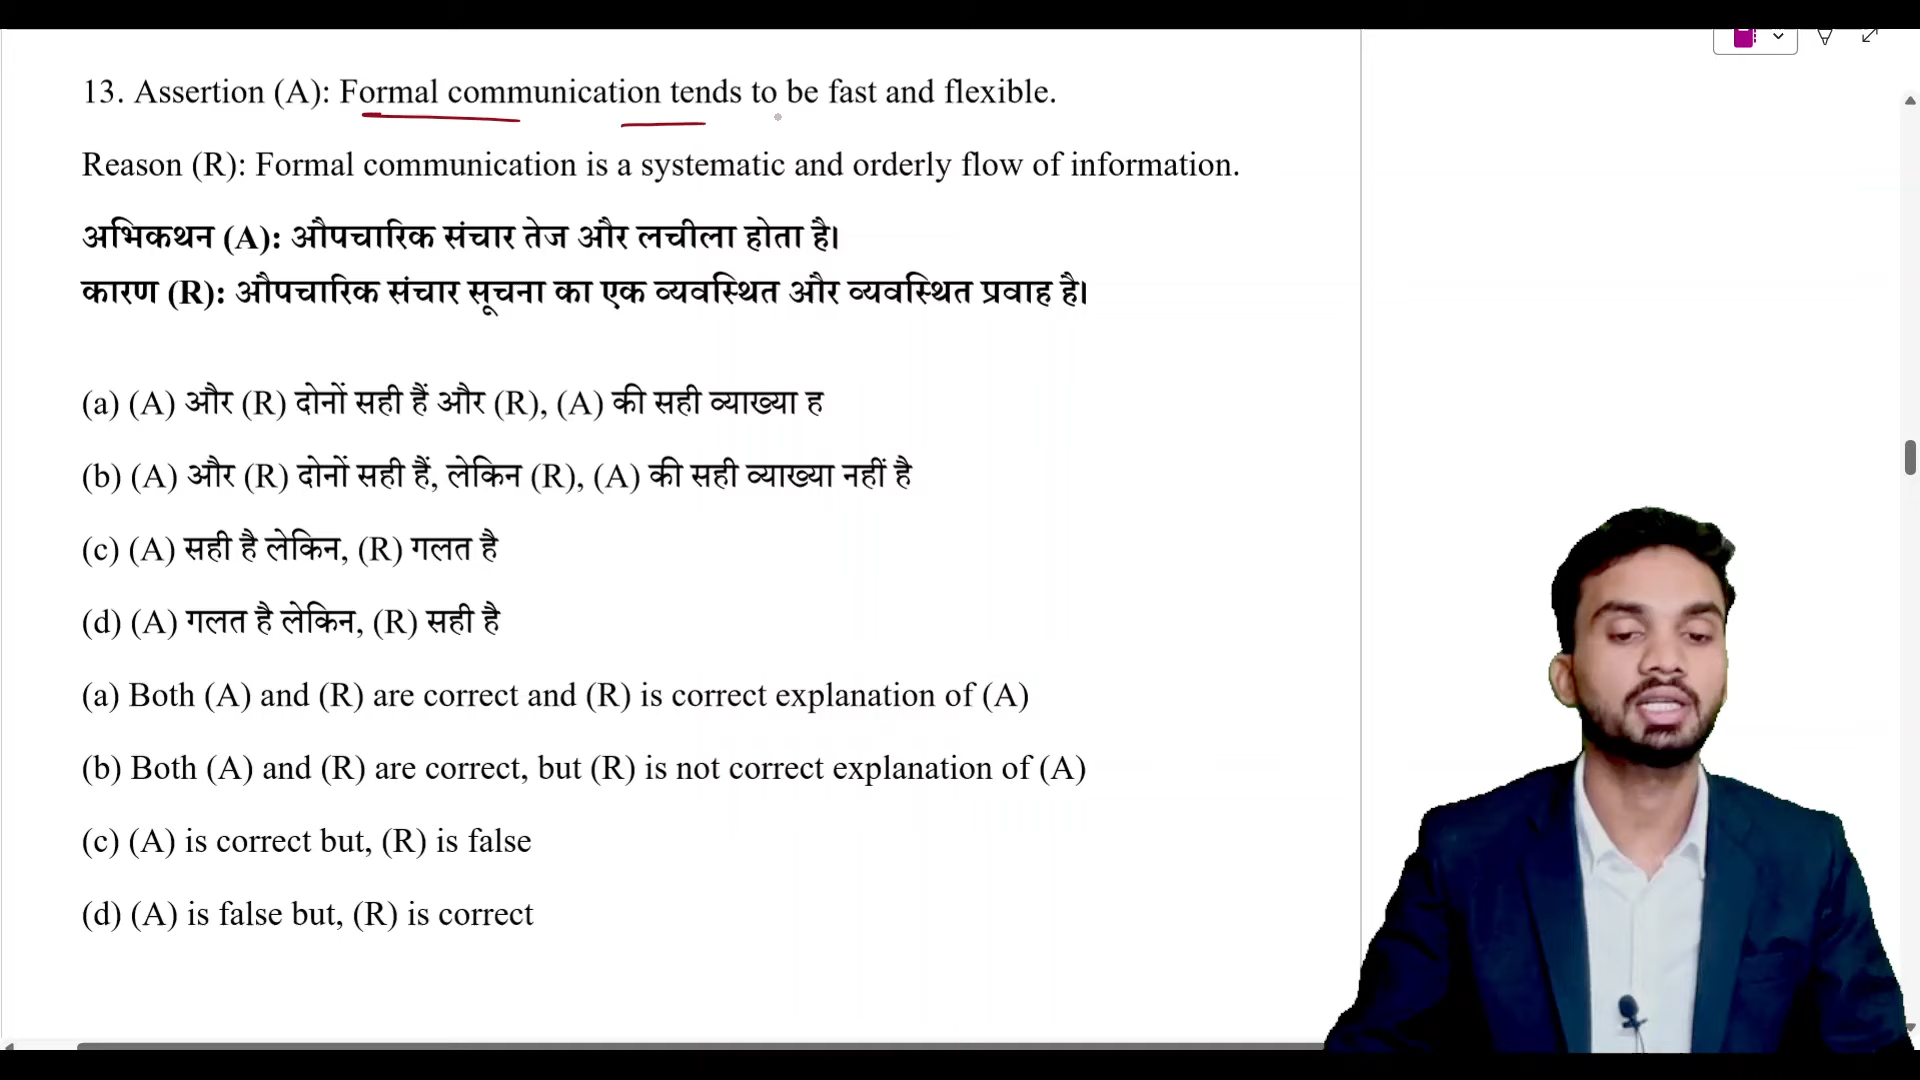 13. Assertion (A): Formal communication tends to be fast and flexible.
Reason (R): Formal communication is a systematic and orderly flow of information.
अभिकथन (A): औपचारिक संचार तेज और लचीला होता है।
कारण (R): औपचारिक संचार सूचना का एक व्यवस्थित और व्यवस्थित प्रवाह है।
(a) (A) और (R) दोनों सही हैं और (R), (A) की सही व्याख्या ह
(b) (A) और (R) दोनों सही हैं, लेकिन (R), (A) की सही व्याख्या नहीं है
(c) (A) सही है लेकिन, (R) गलत है
(d) (A) गलत है लेकिन, (R) सही है
(a) Both (A) and (R) are correct and (R) is correct explanation of (A)
(b) Both (A) and (R) are correct, but (R) is not correct explanation of (A)
(c) (A) is correct but, (R) is false
(d) (A) is false but, (R) is correct